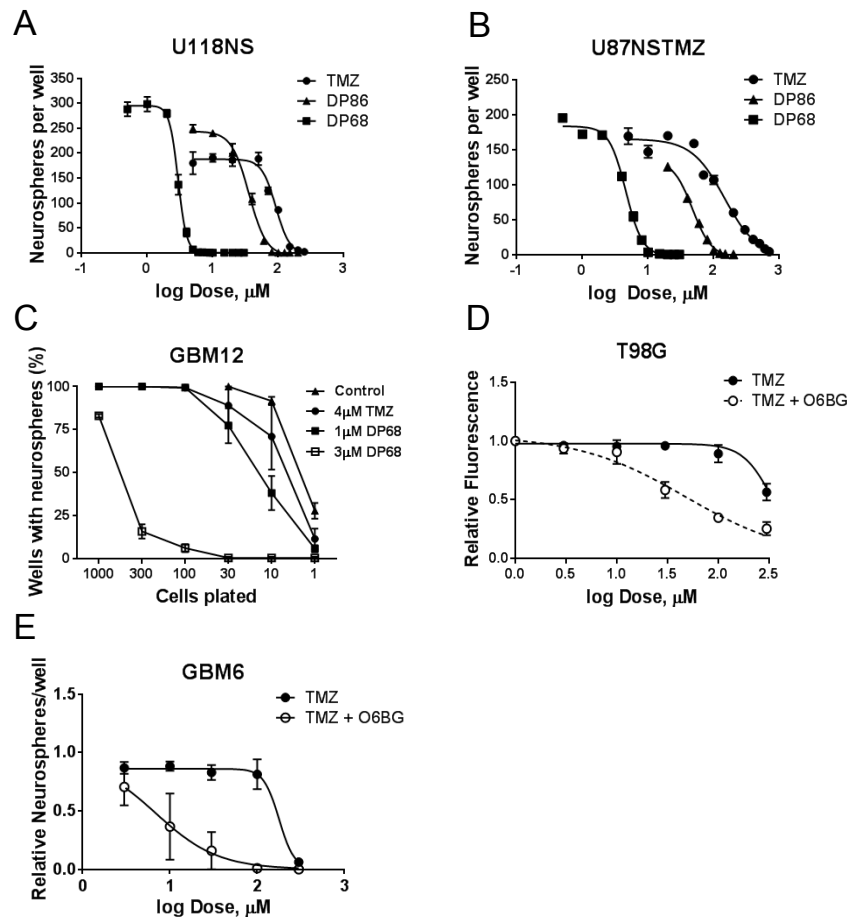 A
U118NS
Neurospheres per well
350
300
250
200
150
100
50
0
-1
0
1
2
3
log Dose, µM
TMZ
DP86
DP68
B
U87NSTMZ
Neurospheres per well
250
200
150
100
50
0
-1
0
1
2
3
log Dose, µM
TMZ
DP86
DP68
C
GBM12
Wells with neurospheres (%)
100
75
50
25
0
1000
300
100
30
10
1
Cells plated
Control
4µM TMZ
1µM DP68
3µM DP68
D
T98G
Relative Fluorescence
1.5
1.0
0.5
0.0
0.0
0.5
1.0
1.5
2.0
2.5
log Dose, µM
TMZ
TMZ + O6BG
E
GBM6
Relative Neurospheres/well
1.5
1.0
0.5
0.0
0
1
2
3
log Dose, µM
TMZ
TMZ + O6BG